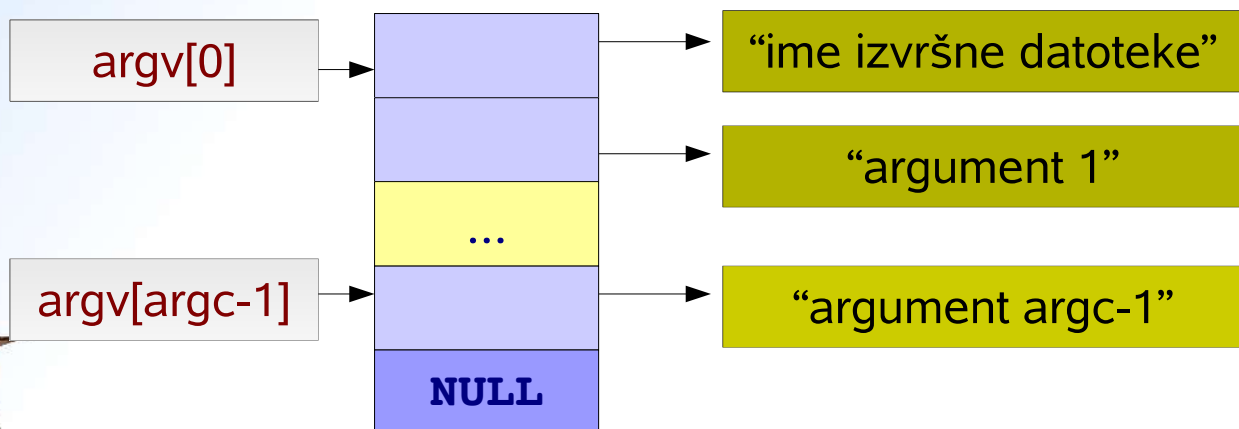 argv[0]
“ime izvršne datoteke”
“argument 1”
...
argv[argc-1]
“argument argc-1”
NULL